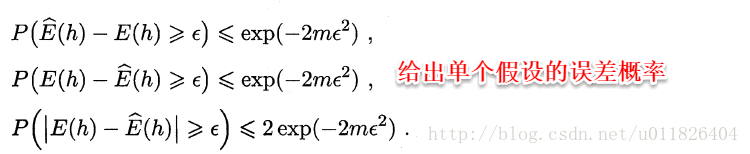 P(Ê(h) − E(h) ⩾ ϵ) ⩽ exp(−2mϵ²) ,
P(E(h) − Ê(h) ⩾ ϵ) ⩽ exp(−2mϵ²) ,
给出单个假设的误差概率
P(|E(h) − Ê(h)| ⩾ ϵ) ⩽ 2 exp(−2mϵ²) .
http://blog.csdn.net/u011826404